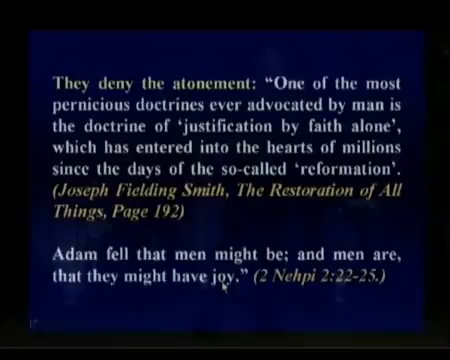 They deny the atonement: “One of the most
pernicious doctrines ever advocated by man is
the doctrine of ‘justification by faith alone’,
which has entered into the hearts of millions
since the days of the so-called ‘reformation’.
(Joseph Fielding Smith, The Restoration of All
Things, Page 192)
Adam fell that men might be; and men are,
that they might have joy.” (2 Nehpi 2:22-25.)